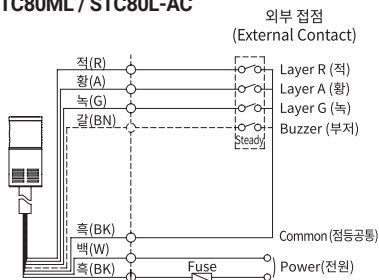 TC80ML / STC80L-AC
외부 접점
(External Contact)
적(R)
Layer R (적)
황(A)
Layer A (황)
녹(G)
Layer G (녹)
갈(BN)
Buzzer (부저)
Steady
흑(BK)
Common (점등공통)
백(W)
Power(전원)
흑(BK)
Fuse